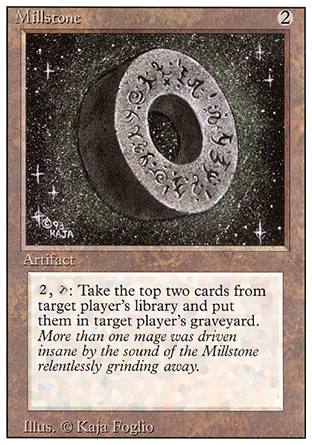 Millstone 2
© 93
KAJA
Artifact
2, : Take the top two cards from
target player's library and put
them in target player's graveyard.
More than one mage was driven
insane by the sound of the Millstone
relentlessly grinding away.
Illus. © Kaja Foglio